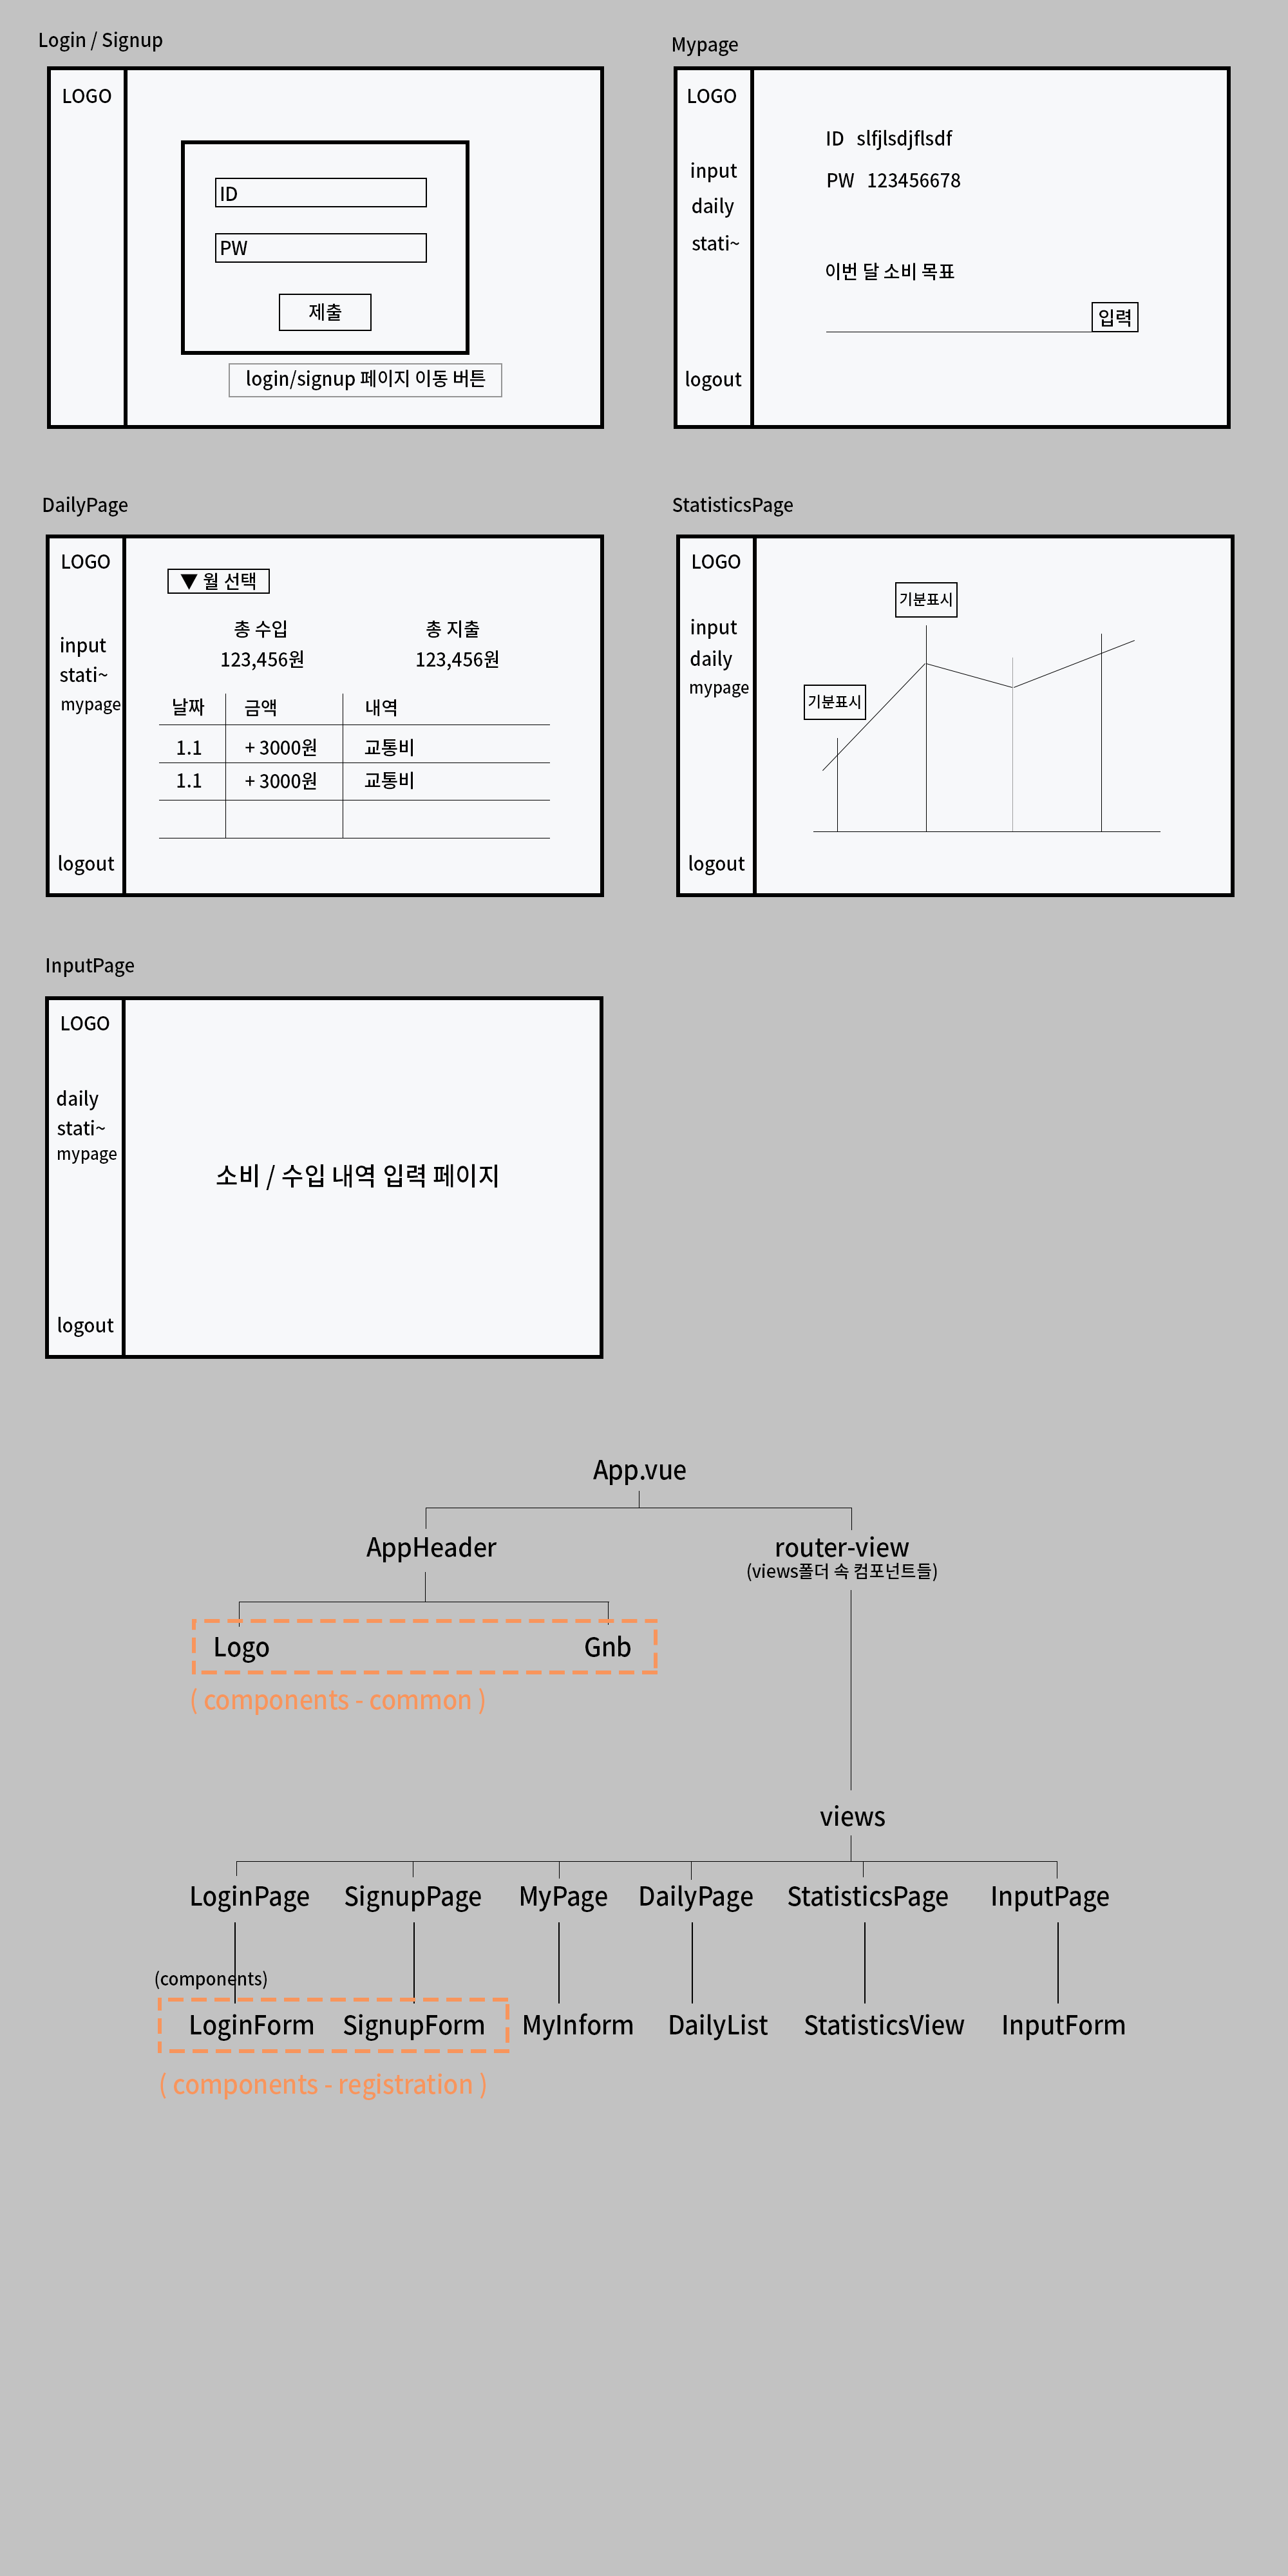 Login / Signup
LOGO
ID
PW
제출
login/signup 페이지 이동 버튼
Mypage
LOGO
input
daily
stati~
logout
ID slfjlsdjflsdf
PW 123456678
이번 달 소비 목표
입력
DailyPage
LOGO
input
stati~
mypage
logout
▼ 월 선택
총 수입 총 지출
123,456원 123,456원
날짜 금액 내역
1.1 + 3000원 교통비
1.1 + 3000원 교통비
StatisticsPage
LOGO
input
daily
mypage
logout
기분표시
기분표시
InputPage
LOGO
daily
stati~
mypage
logout
소비 / 수입 내역 입력 페이지
App.vue
AppHeader router-view
(views폴더 속 컴포넌트들)
Logo Gnb
( components - common )
views
LoginPage SignupPage MyPage DailyPage StatisticsPage InputPage
(components)
LoginForm SignupForm MyInform DailyList StatisticsView InputForm
( components - registration )